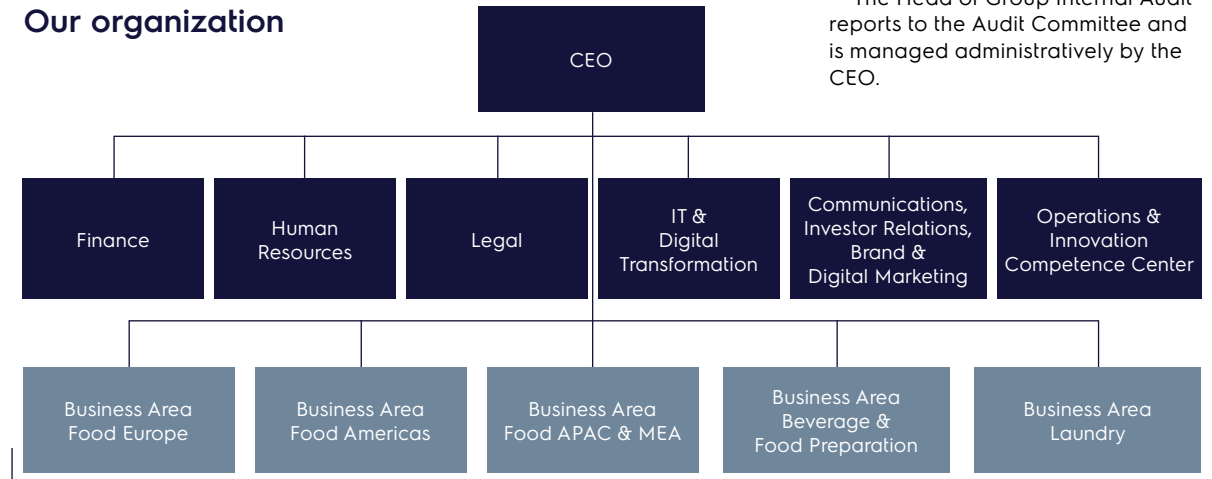 Our organization
The Head of Group Internal Audit
reports to the Audit Committee and
is managed administratively by the
CEO.
CEO
Finance
Human
Resources
Legal
IT &
Digital
Transformation
Communications,
Investor Relations,
Brand &
Digital Marketing
Operations &
Innovation
Competence Center
Business Area
Food Europe
Business Area
Food Americas
Business Area
Food APAC & MEA
Business Area
Beverage &
Food Preparation
Business Area
Laundry